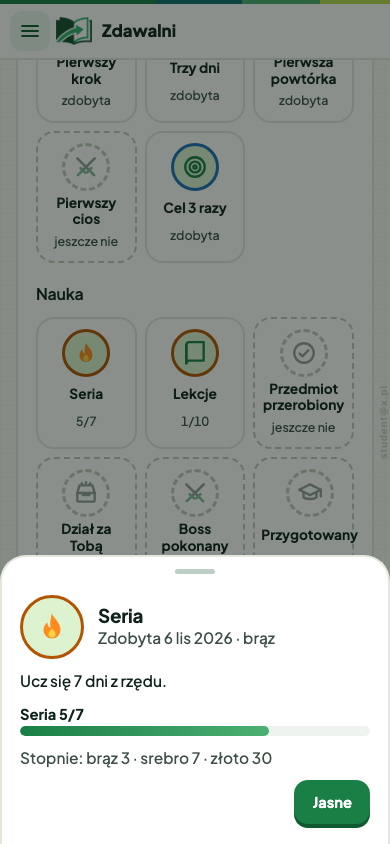 Zdawalni
Pierwszy krok
zdobyta
Trzy dni
zdobyta
Pierwsza powtórka
zdobyta
Pierwszy cios
jeszcze nie
Cel 3 razy
zdobyta
Nauka
Seria
5/7
Lekcje
1/10
Przedmiot przerobiony
jeszcze nie
Dział za Tobą
Boss pokonany
Przygotowany
student@x.pl
Seria
Zdobyta 6 lis 2026 · brąz
Ucz się 7 dni z rzędu.
Seria 5/7
Stopnie: brąz 3 · srebro 7 · złoto 30
Jasne